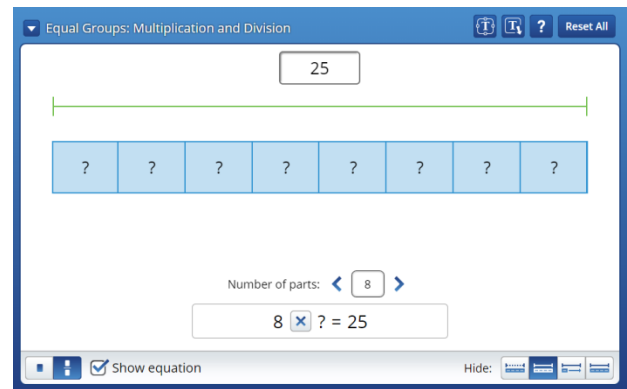 Equal Groups: Multiplication and Division
T T ? Reset All
25
? ? ? ? ? ? ? ?
Number of parts: 8
8 × ? = 25
Show equation
Hide: